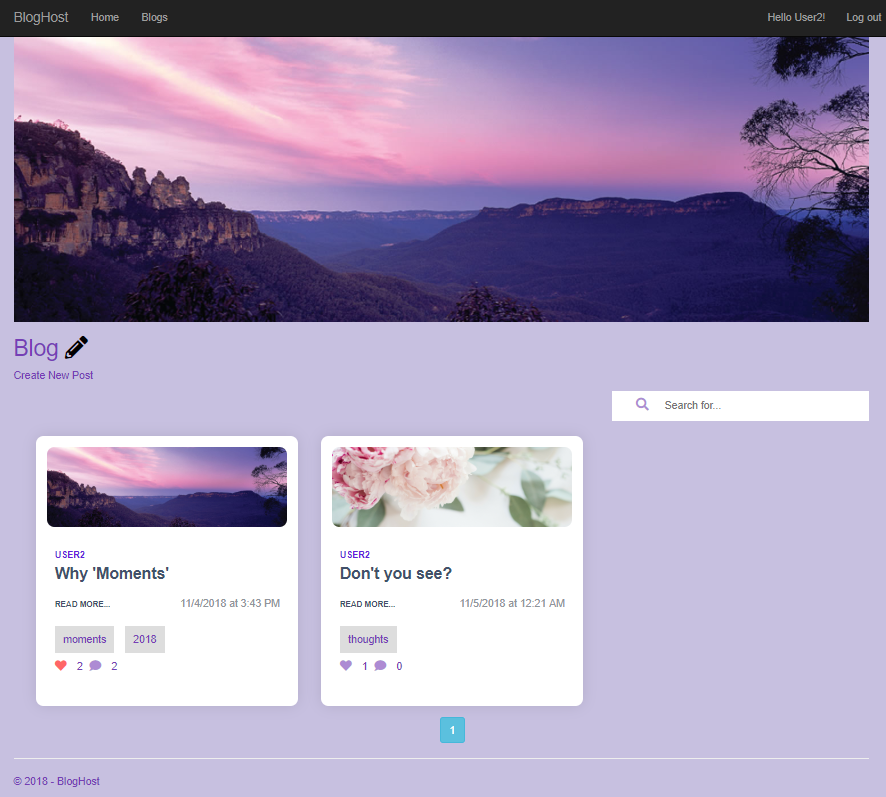 BlogHost Home Blogs Hello User2! Log out
Blog
Create New Post
Search for...
USER2
Why 'Moments'
READ MORE... 11/4/2018 at 3:43 PM
moments 2018
2 2
USER2
Don't you see?
READ MORE... 11/5/2018 at 12:21 AM
thoughts
1 0
1
© 2018 - BlogHost